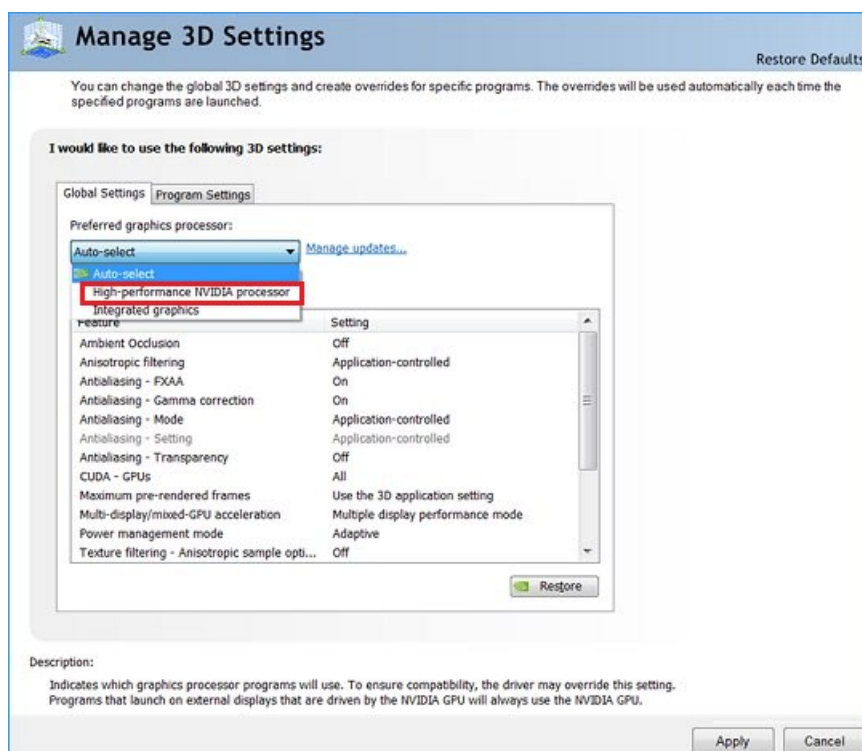 Manage 3D Settings
Restore Defaults
You can change the global 3D settings and create overrides for specific programs. The overrides will be used automatically each time the
specified programs are launched.
I would like to use the following 3D settings:
Global Settings Program Settings
Preferred graphics processor:
Auto-select Manage updates...
Auto-select
High-performance NVIDIA processor
Integrated graphics
Feature Setting
Ambient Occlusion Off
Anisotropic filtering Application-controlled
Antialiasing - FXAA On
Antialiasing - Gamma correction On
Antialiasing - Mode Application-controlled
Antialiasing - Setting Application-controlled
Antialiasing - Transparency Off
CUDA - GPUs All
Maximum pre-rendered frames Use the 3D application setting
Multi-display/mixed-GPU acceleration Multiple display performance mode
Power management mode Adaptive
Texture filtering - Anisotropic sample opti... Off
Restore
Description:
Indicates which graphics processor programs will use. To ensure compatibility, the driver may override this setting.
Programs that launch on external displays that are driven by the NVIDIA GPU will always use the NVIDIA GPU.
Apply Cancel